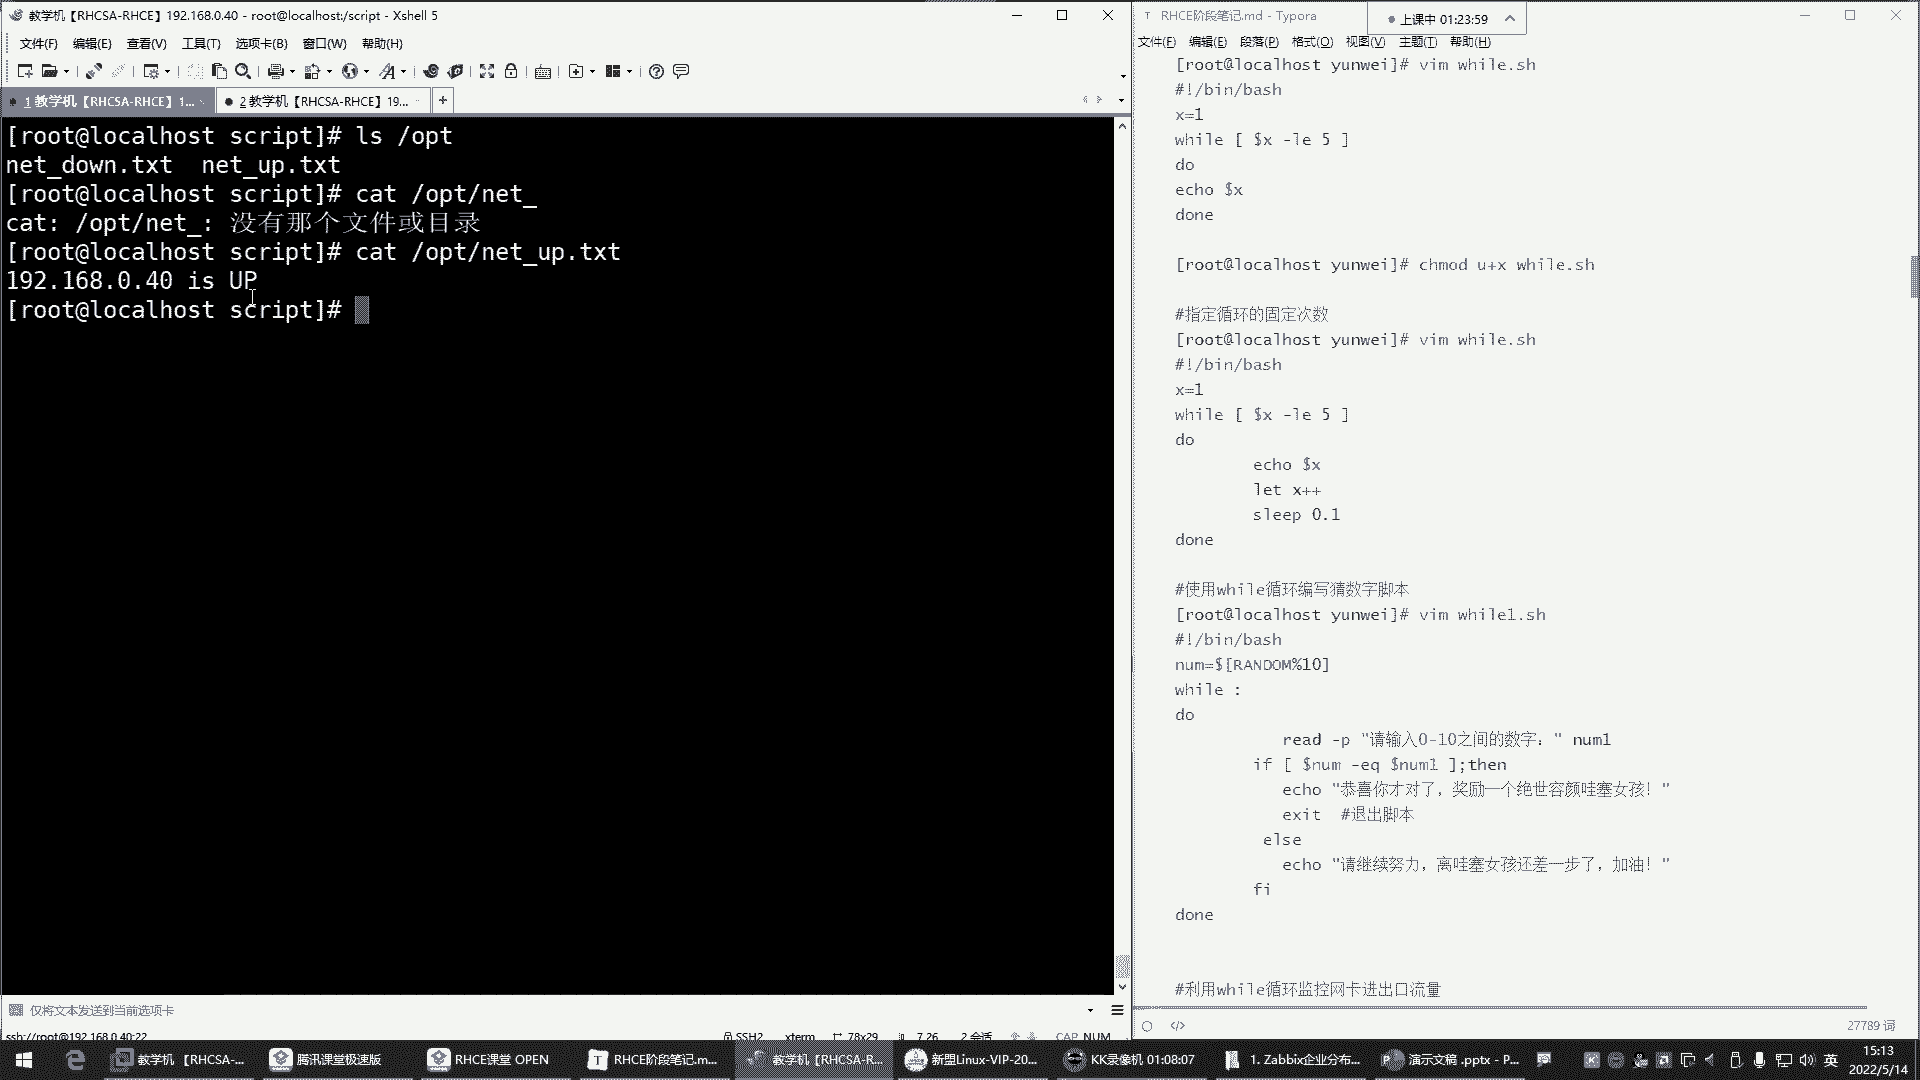 教学机【RHCSA-RHCE】192.168.0.40 - root@localhost:/script - Xshell 5
文件(F) 编辑(E) 查看(V) 工具(T) 选项卡(B) 窗口(W) 帮助(H)
1 教学机【RHCSA-RHCE】1... 2 教学机【RHCSA-RHCE】19...
[root@localhost script]# ls /opt
net_down.txt  net_up.txt
[root@localhost script]# cat /opt/net_
cat: /opt/net_: 没有那个文件或目录
[root@localhost script]# cat /opt/net_up.txt
192.168.0.40 is UP
[root@localhost script]#
仅将文本发送到当前选项卡
ssh://root@192.168.0.40:22 SSH2 xterm 78x29 7,26 2 会话 CAP NUM
RHCE阶段笔记.md - Typora
上课中 01:23:59
文件(F) 编辑(E) 段落(P) 格式(O) 视图(V) 主题(T) 帮助(H)
[root@localhost yunwei]# vim while.sh
#!/bin/bash
x=1
while [ $x -le 5 ]
do
echo $x
done
[root@localhost yunwei]# chmod u+x while.sh
#指定循环的固定次数
[root@localhost yunwei]# vim while.sh
#!/bin/bash
x=1
while [ $x -le 5 ]
do
echo $x
let x++
sleep 0.1
done
#使用while循环编写猜数字脚本
[root@localhost yunwei]# vim while1.sh
#!/bin/bash
num=$[RANDOM%10]
while :
do
read -p "请输入0-10之间的数字：" num1
if [ $num -eq $num1 ];then
echo "恭喜你才对了，奖励一个绝世容颜哇塞女孩！"
exit  #退出脚本
else
echo "请继续努力，离哇塞女孩还差一步了，加油！"
fi
done
#利用while循环监控网卡进出口流量
27789 词
教学机 【RHCSA-... 腾讯课堂极速版 RHCE课堂 OPEN RHCE阶段笔记.m... 教学机【RHCSA-R... 新盟Linux-VIP-20... KK录像机 01:08:07 1. Zabbix企业分布... 演示文稿 .pptx - P... 英
15:13
2022/5/14